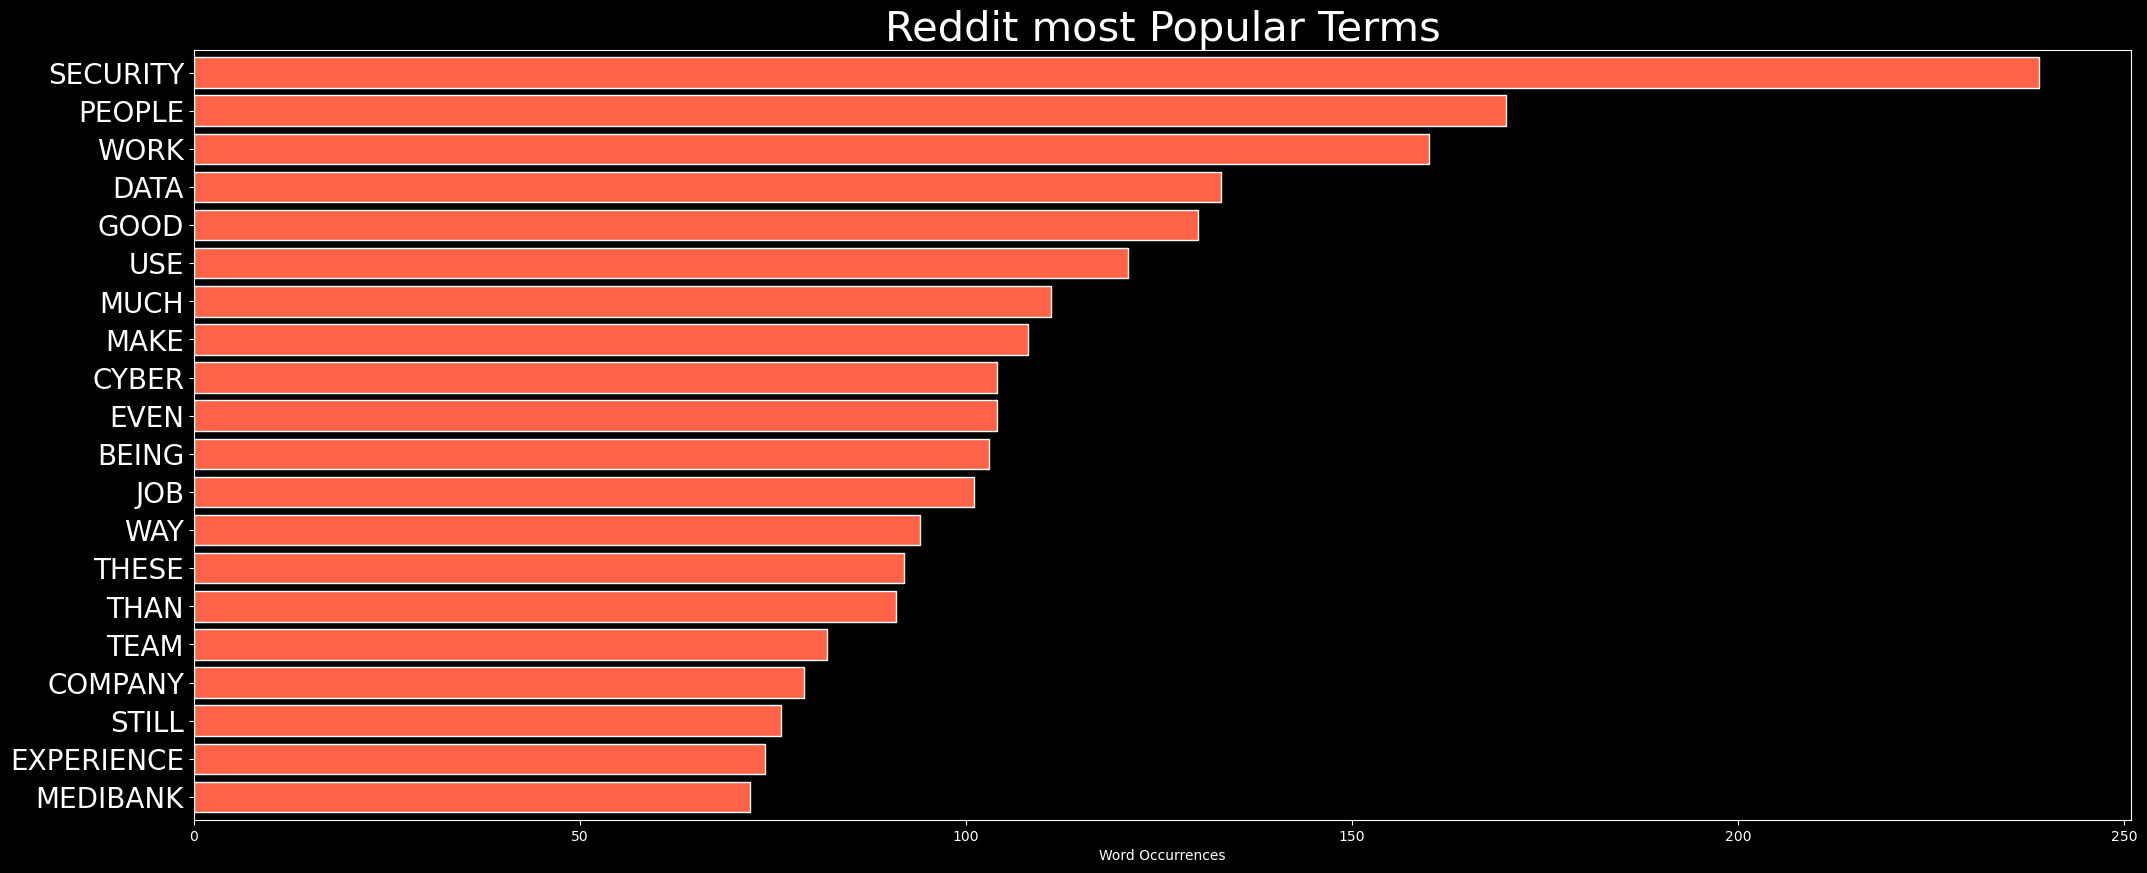 Reddit most Popular Terms
SECURITY
PEOPLE
WORK
DATA
GOOD
USE
MUCH
MAKE
CYBER
EVEN
BEING
JOB
WAY
THESE
THAN
TEAM
COMPANY
STILL
EXPERIENCE
MEDIBANK
0 50 100 150 200 250
Word Occurrences